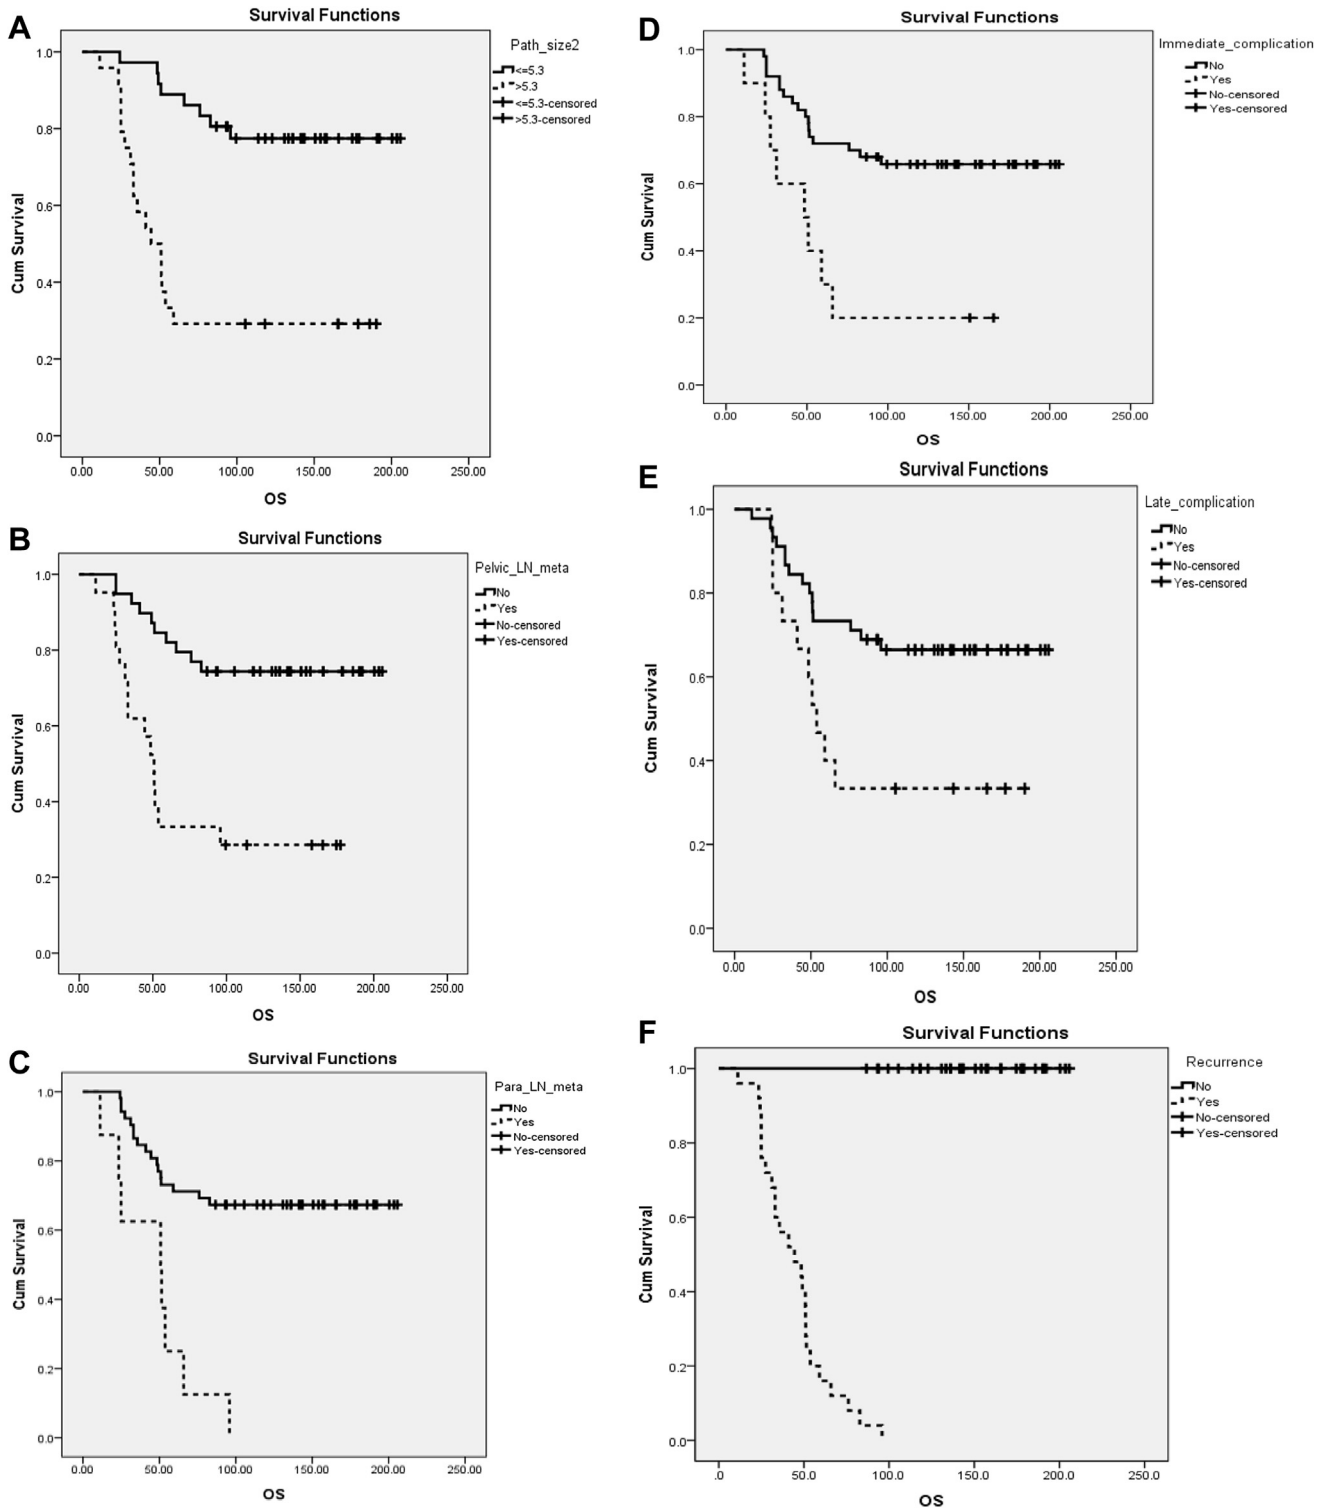 A
Survival Functions
Path_size2
<=5.3
>5.3
<=5.3-censored
>5.3-censored
1.0
0.8
0.6
0.4
0.2
0.0
Cum Survival
0.00 50.00 100.00 150.00 200.00 250.00
OS
B
Survival Functions
Pelvic_LN_meta
No
Yes
No-censored
Yes-censored
1.0
0.8
0.6
0.4
0.2
0.0
Cum Survival
0.00 50.00 100.00 150.00 200.00 250.00
OS
C
Survival Functions
Para_LN_meta
No
Yes
No-censored
Yes-censored
1.0
0.8
0.6
0.4
0.2
0.0
Cum Survival
0.00 50.00 100.00 150.00 200.00 250.00
OS
D
Survival Functions
Immediate_complication
No
Yes
No-censored
Yes-censored
1.0
0.8
0.6
0.4
0.2
0.0
Cum Survival
0.00 50.00 100.00 150.00 200.00 250.00
OS
E
Survival Functions
Late_complication
No
Yes
No-censored
Yes-censored
1.0
0.8
0.6
0.4
0.2
0.0
Cum Survival
0.00 50.00 100.00 150.00 200.00 250.00
OS
F
Survival Functions
Recurrence
No
Yes
No-censored
Yes-censored
1.0
0.8
0.6
0.4
0.2
0.0
Cum Survival
.0 50.0 100.0 150.0 200.0 250.0
OS